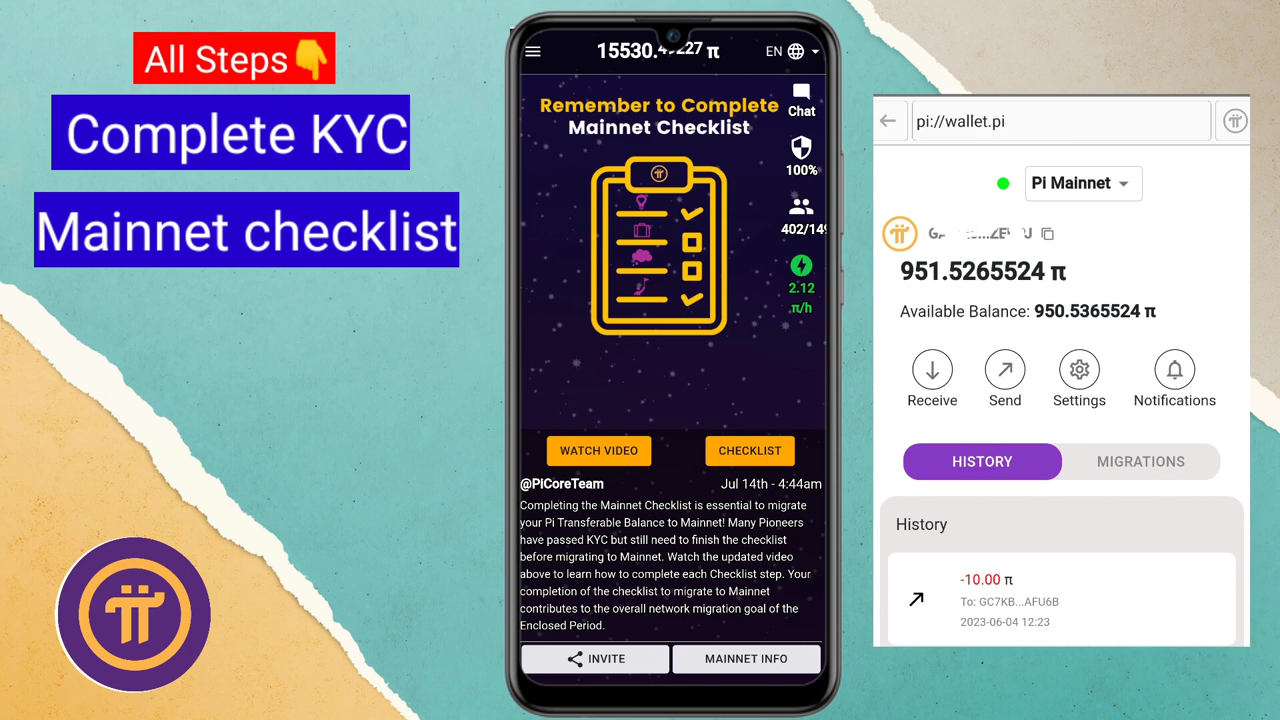 All Steps👇
Complete KYC
Mainnet checklist
π
EN
Remember to Complete
Mainnet Checklist
Chat
100%
402/149
2.12
π/h
WATCH VIDEO
CHECKLIST
@PiCoreTeam
Jul 14th - 4:44am
Completing the Mainnet Checklist is essential to migrate
your Pi Transferable Balance to Mainnet! Many Pioneers
have passed KYC but still need to finish the checklist
before migrating to Mainnet. Watch the updated video
above to learn how to complete each Checklist step. Your
completion of the checklist to migrate to Mainnet
contributes to the overall network migration goal of the
Enclosed Period.
INVITE
MAINNET INFO
pi://wallet.pi
Pi Mainnet
951.5265524 π
Available Balance: 950.5365524 π
Receive
Send
Settings
Notifications
HISTORY
MIGRATIONS
History
-10.00 π
To: GC7KB...AFU6B
2023-06-04 12:23